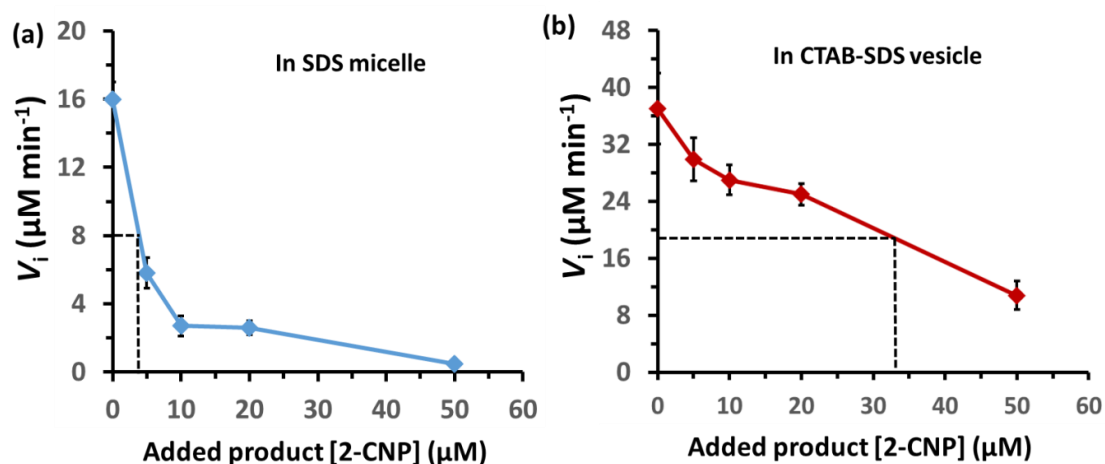 (a)
In SDS micelle
Vi (μM min-1)
20
16
12
8
4
0
0 10 20 30 40 50 60
Added product [2-CNP] (μM)
(b)
In CTAB-SDS vesicle
Vi (μM min-1)
48
40
32
24
16
8
0
0 10 20 30 40 50 60
Added product [2-CNP] (μM)